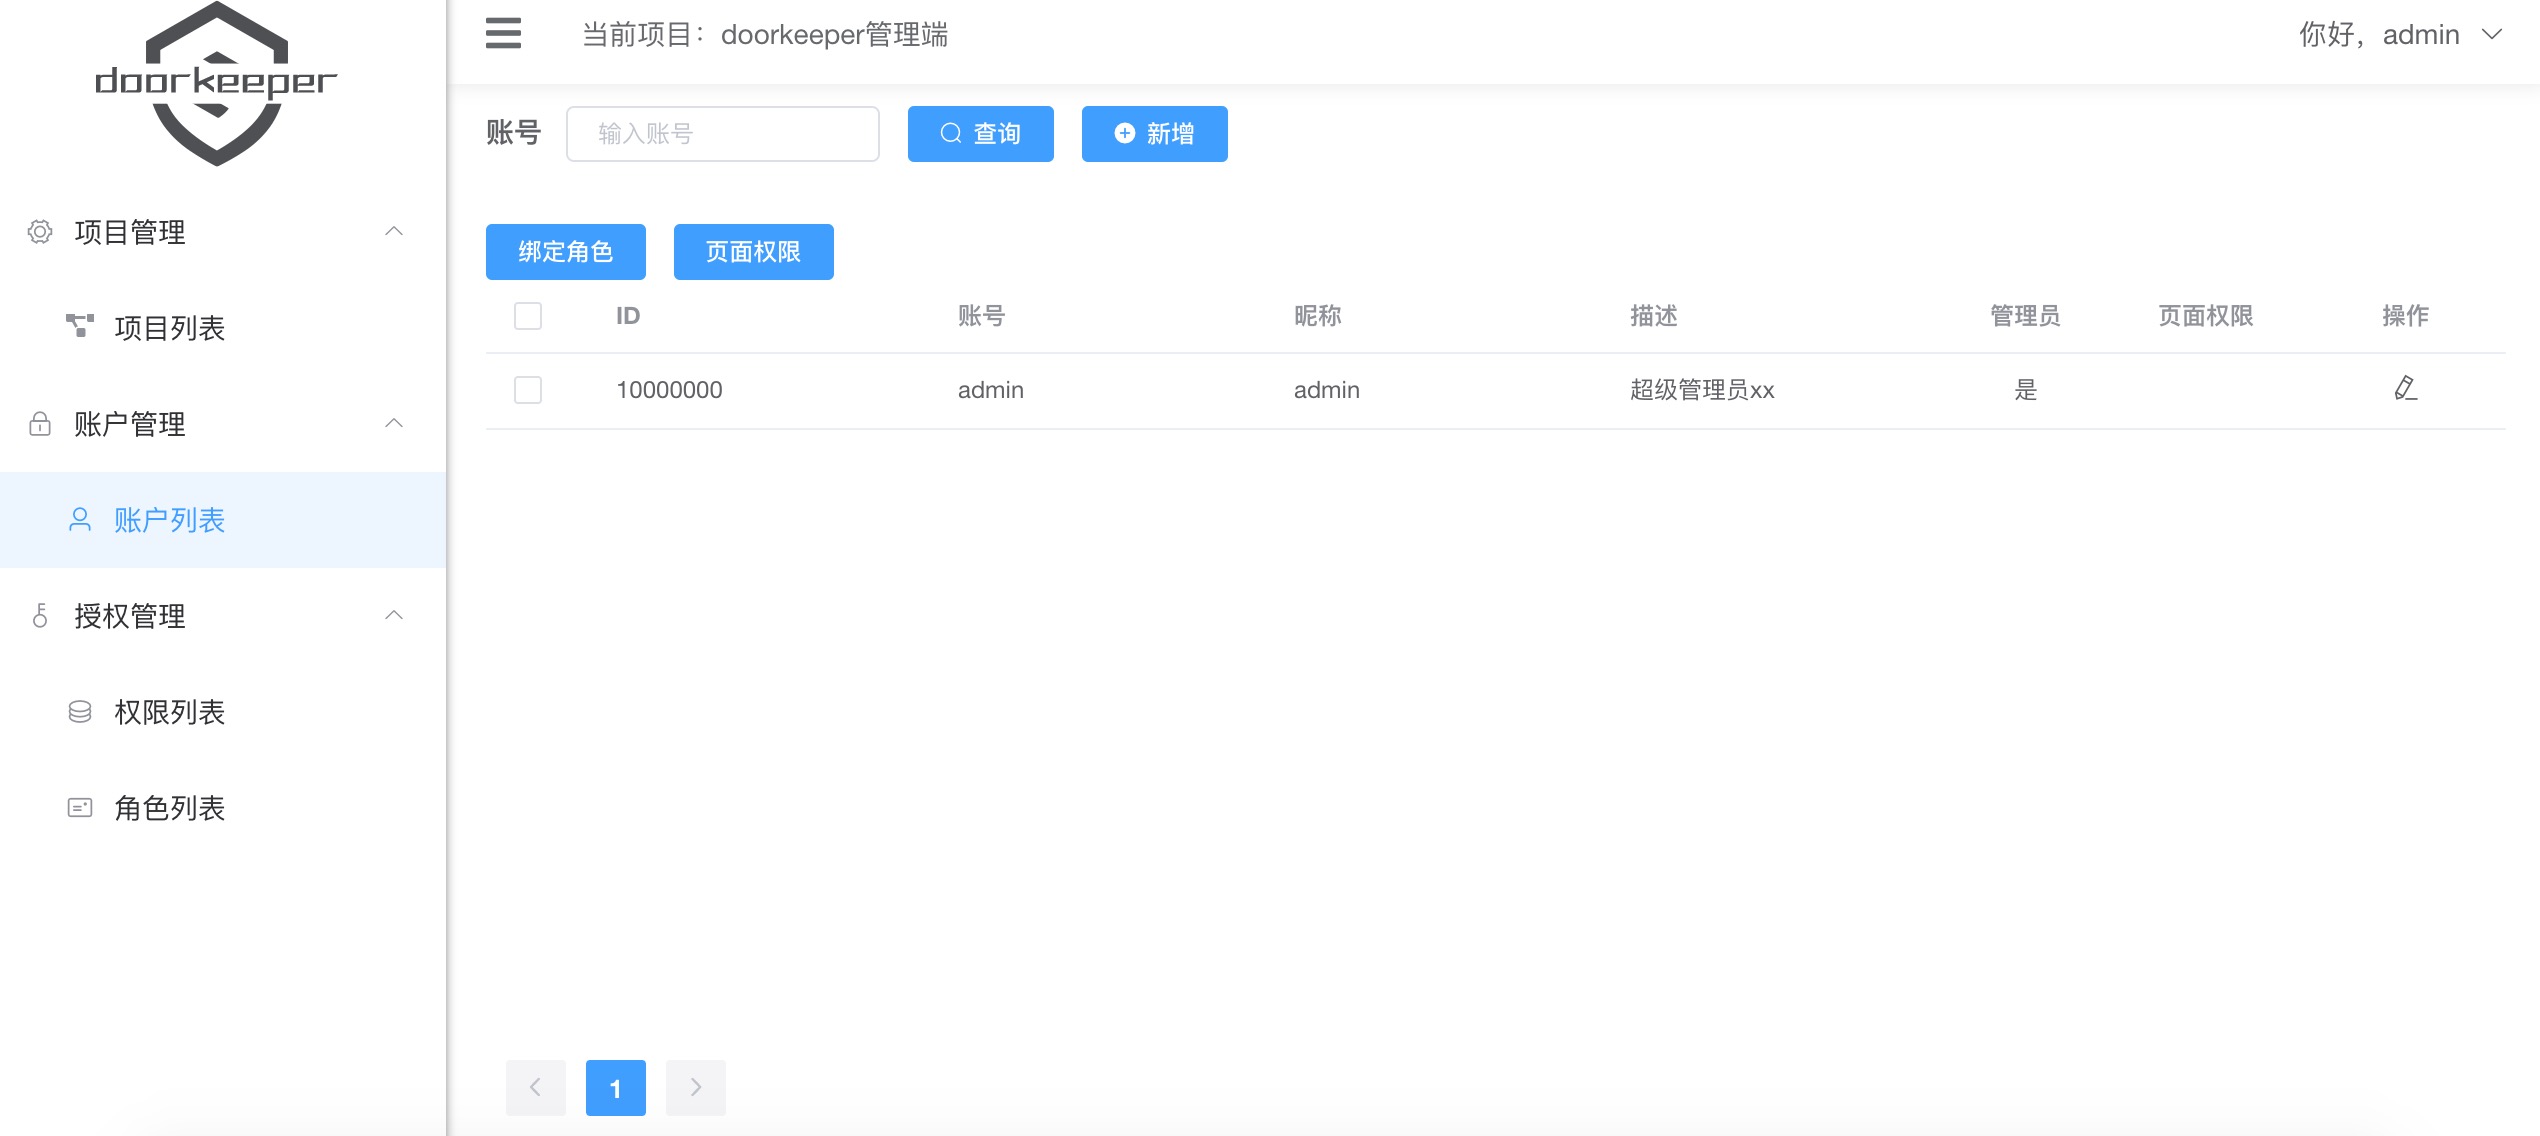 doorkeeper
当前项目：doorkeeper管理端
你好，admin
账号 输入账号 查询 新增
项目管理
项目列表
账户管理
账户列表
授权管理
权限列表
角色列表
绑定角色 页面权限
ID 账号 昵称 描述 管理员 页面权限 操作
10000000 admin admin 超级管理员xx 是
1